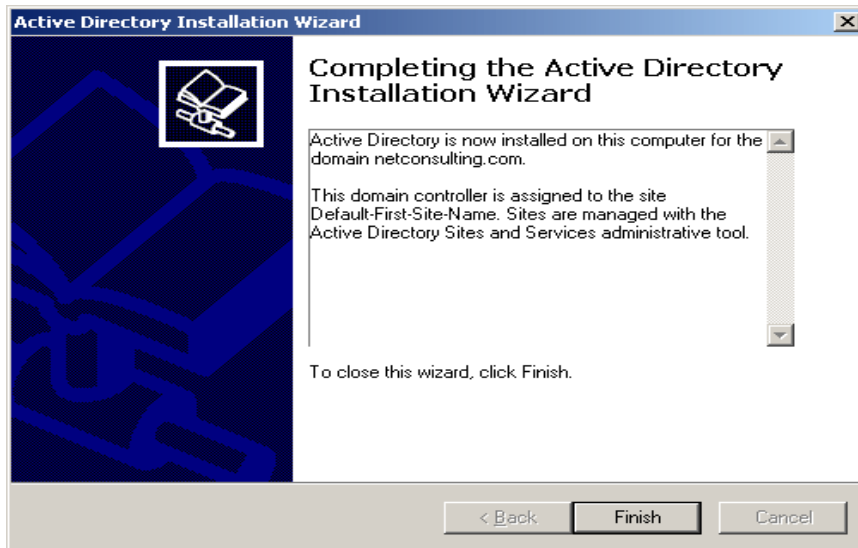 Active Directory Installation Wizard
Completing the Active Directory
Installation Wizard
Active Directory is now installed on this computer for the
domain netconsulting.com.
This domain controller is assigned to the site
Default-First-Site-Name. Sites are managed with the
Active Directory Sites and Services administrative tool.
To close this wizard, click Finish.
< Back Finish Cancel